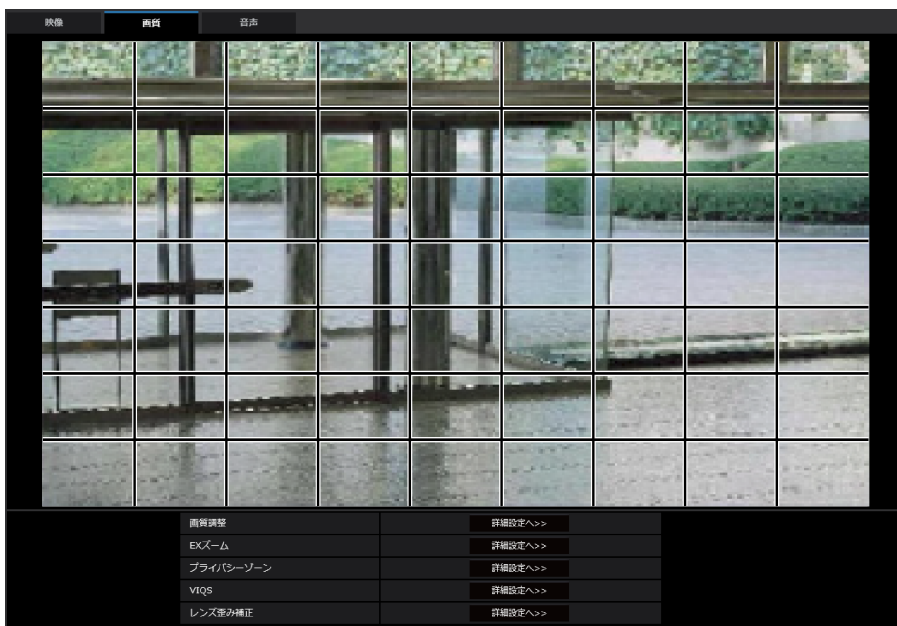 映像 画質 音声
画質調整 詳細設定へ>>
EXズーム 詳細設定へ>>
プライバシーゾーン 詳細設定へ>>
VIQS 詳細設定へ>>
レンズ歪み補正 詳細設定へ>>